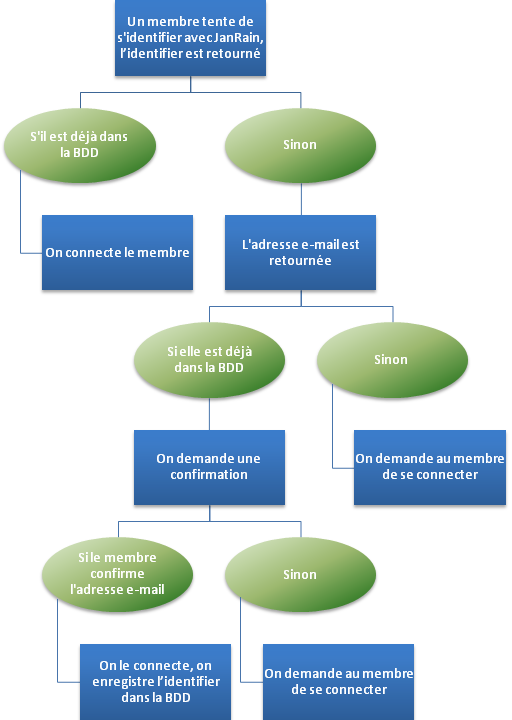 Un membre tente de
s'identifier avec JanRain,
l'identifier est retourné
S'il est déjà dans
la BDD
Sinon
On connecte le membre
L'adresse e-mail est
retournée
Si elle est déjà
dans la BDD
Sinon
On demande une
confirmation
On demande au membre
de se connecter
Si le membre
confirme
l'adresse e-mail
Sinon
On le connecte, on
enregistre l'identifier
dans la BDD
On demande au membre
de se connecter